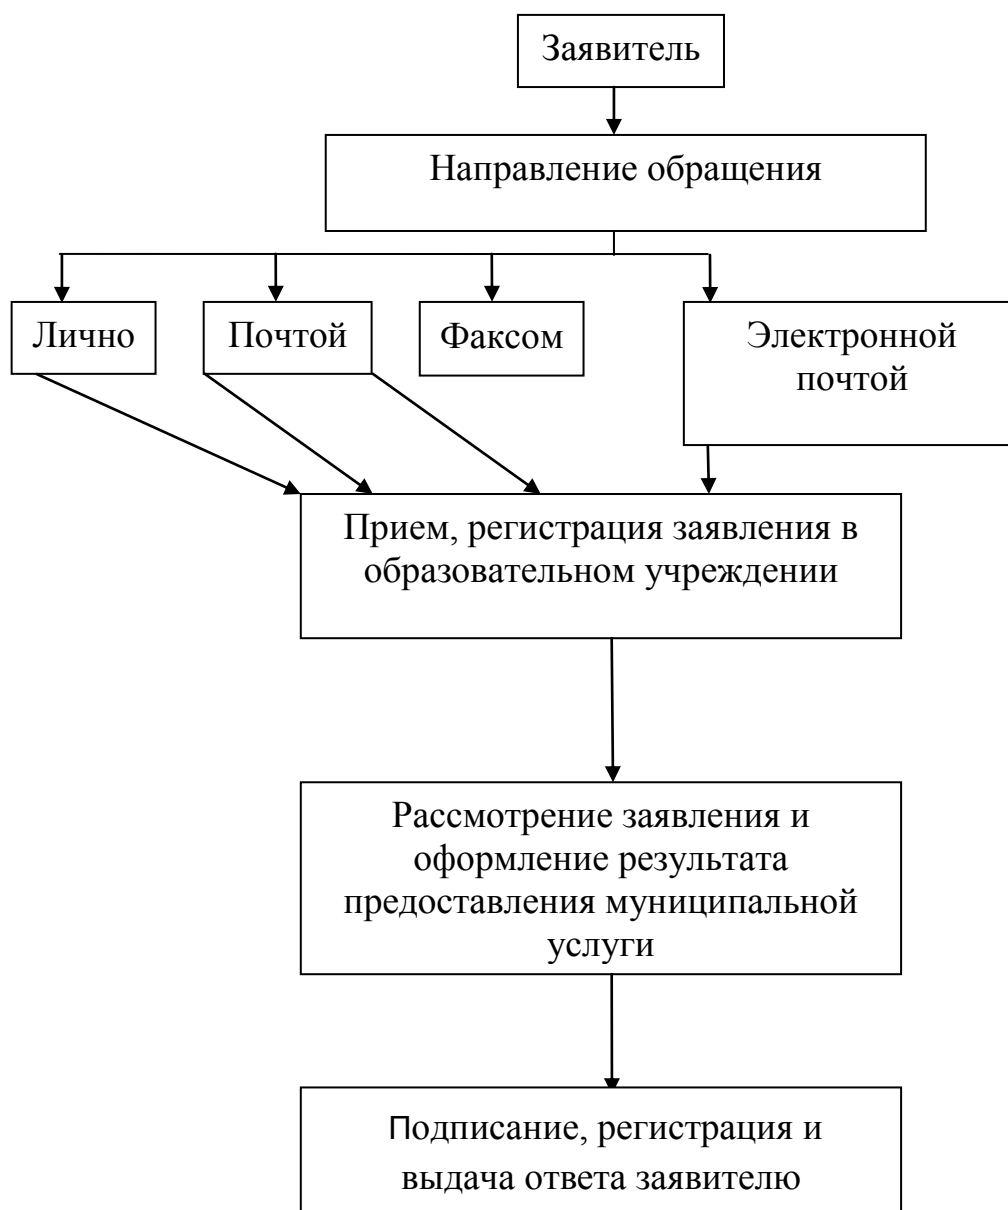 Заявитель
Направление обращения
Лично
Почтой
Факсом
Электронной
почтой
Прием, регистрация заявления в
образовательном учреждении
Рассмотрение заявления и
оформление результата
предоставления муниципальной
услуги
Подписание, регистрация и
выдача ответа заявителю